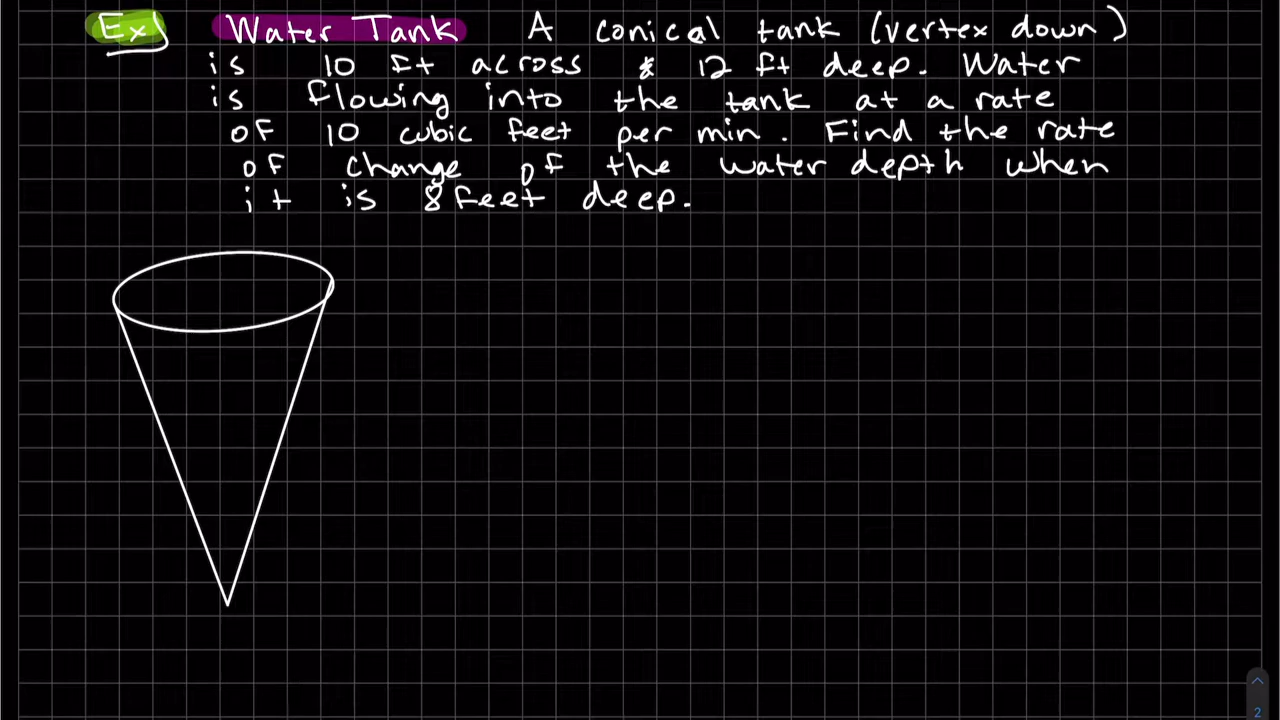 Ex) Water Tank A conical tank (vertex down)
is 10 ft across & 12 ft deep. Water
is flowing into the tank at a rate
of 10 cubic feet per min. Find the rate
of change of the water depth when
it is 8 feet deep.
2